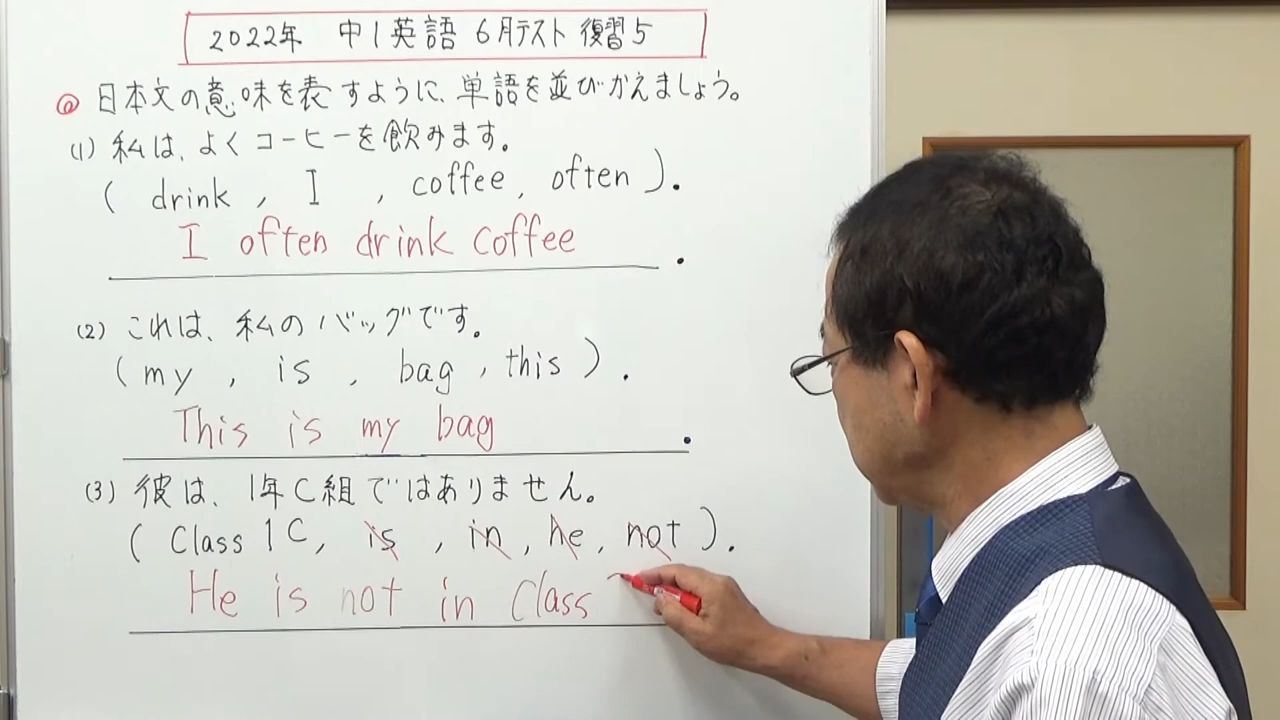 2022年 中1英語 6月テスト 復習5
@ 日本文の意味を表すように、単語を並びかえましょう。
(1) 私は、よくコーヒーを飲みます。
( drink , I , coffee , often ).
I often drink coffee .
(2) これは、私のバッグです。
( my , is , bag , this ) .
This is my bag .
(3) 彼は、1年C組ではありません。
( Class 1C, is , in , he , not ).
He is not in Class